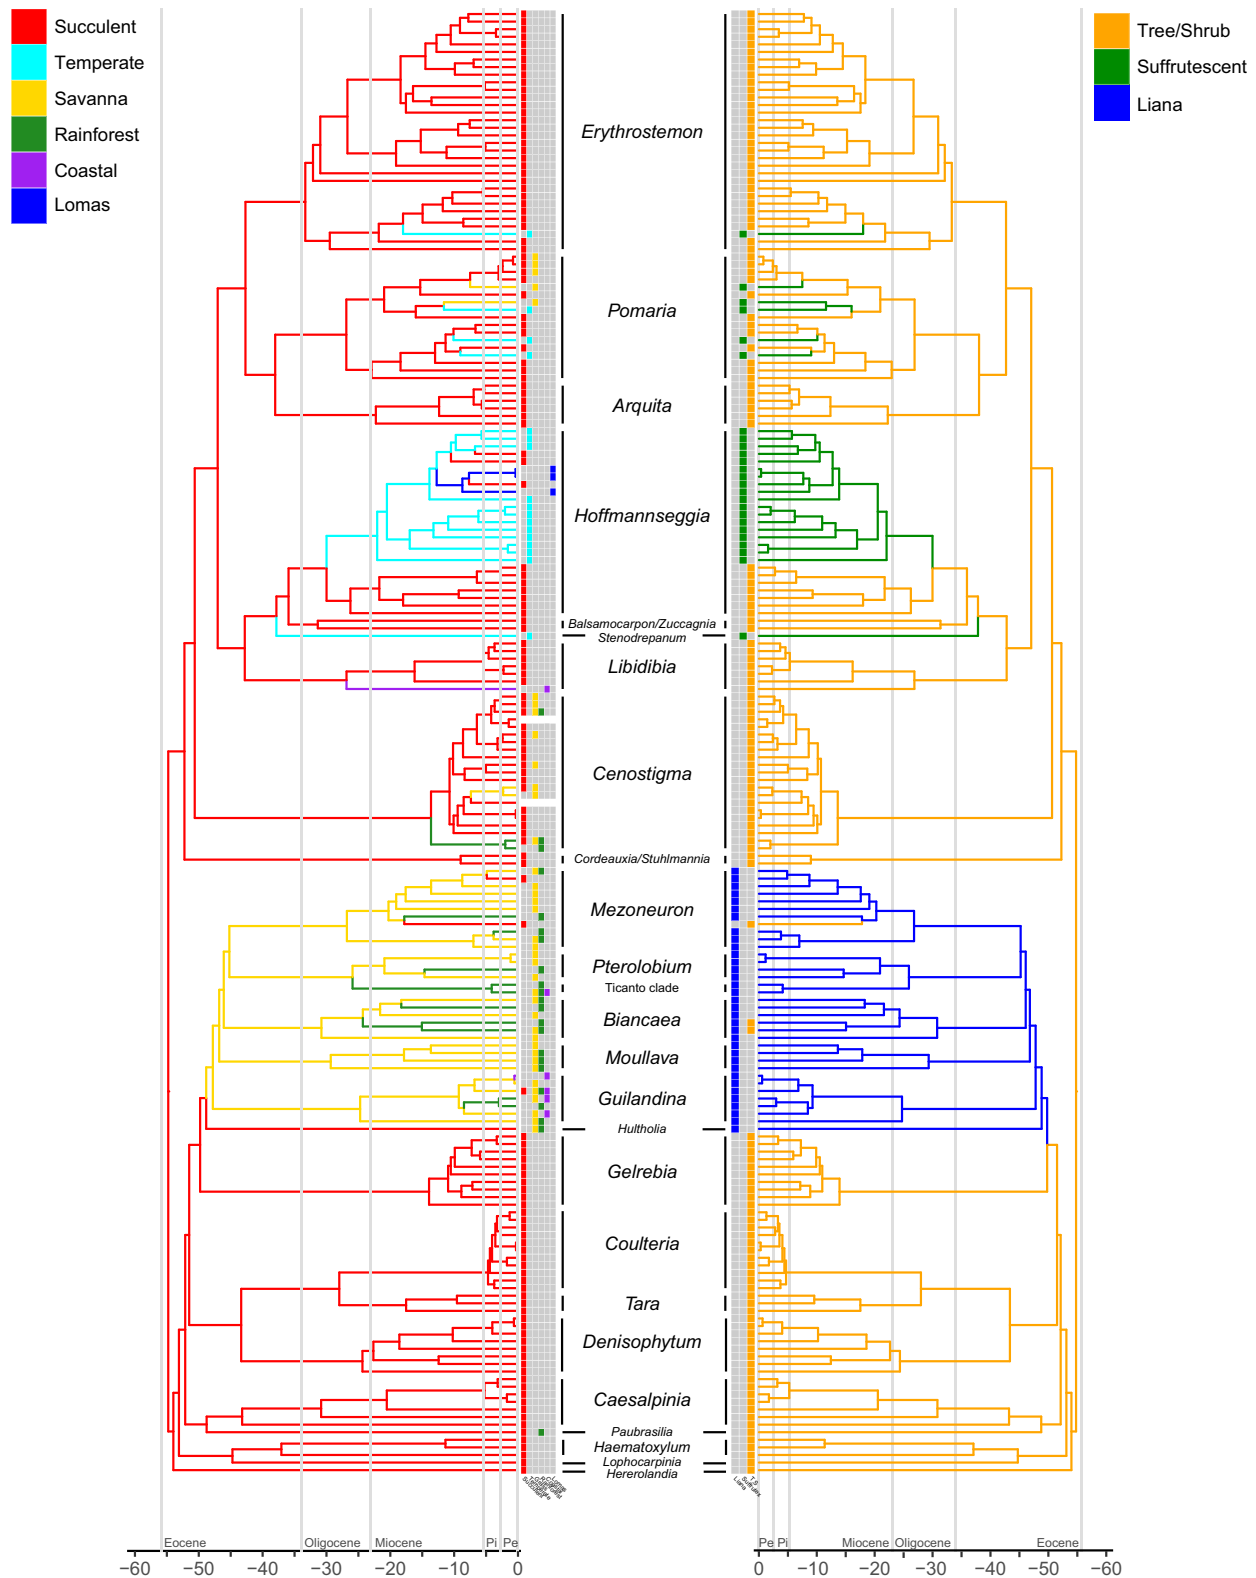 Succulent
Temperate
Savanna
Rainforest
Coastal
Lomas
Tree/Shrub
Suffrutescent
Liana
Erythrostemon
Pomaria
Arquita
Hoffmannseggia
Balsamocarpon/Zuccagnia
Stenodrepanum
Libidibia
Cenostigma
Cordeauxia/Stuhlmannia
Mezoneuron
Pterolobium
Ticanto clade
Biancaea
Moullava
Guilandina
Hultholia
Gelrebia
Coulteria
Tara
Denisophytum
Caesalpinia
Paubrasilia
Haematoxylum
Lophocarpinia
Hererolandia
Liana
Eocene Oligocene Miocene Pi Pe
Pe Pi Miocene Oligocene Eocene
−60 −50 −40 −30 −20 −10 0
0 −10 −20 −30 −40 −50 −60